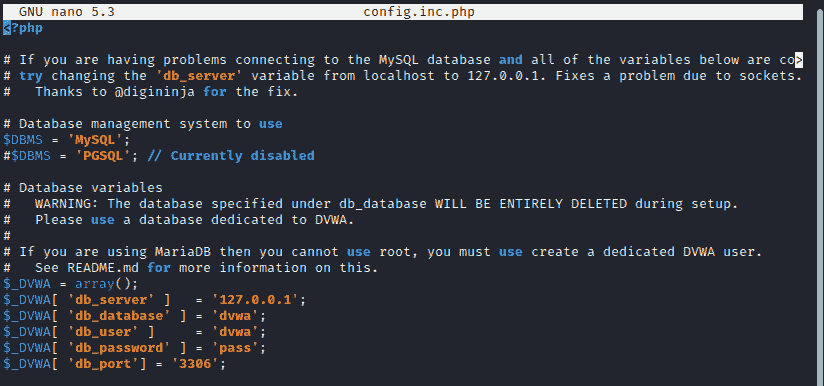 GNU nano 5.3 config.inc.php
<?php
# If you are having problems connecting to the MySQL database and all of the variables below are co>
# try changing the 'db_server' variable from localhost to 127.0.0.1. Fixes a problem due to sockets.
#   Thanks to @digininja for the fix.
# Database management system to use
$DBMS = 'MySQL';
#$DBMS = 'PGSQL'; // Currently disabled
# Database variables
#   WARNING: The database specified under db_database WILL BE ENTIRELY DELETED during setup.
#   Please use a database dedicated to DVWA.
#
# If you are using MariaDB then you cannot use root, you must use create a dedicated DVWA user.
#   See README.md for more information on this.
$_DVWA = array();
$_DVWA[ 'db_server' ]   = '127.0.0.1';
$_DVWA[ 'db_database' ] = 'dvwa';
$_DVWA[ 'db_user' ]     = 'dvwa';
$_DVWA[ 'db_password' ] = 'pass';
$_DVWA[ 'db_port'] = '3306';